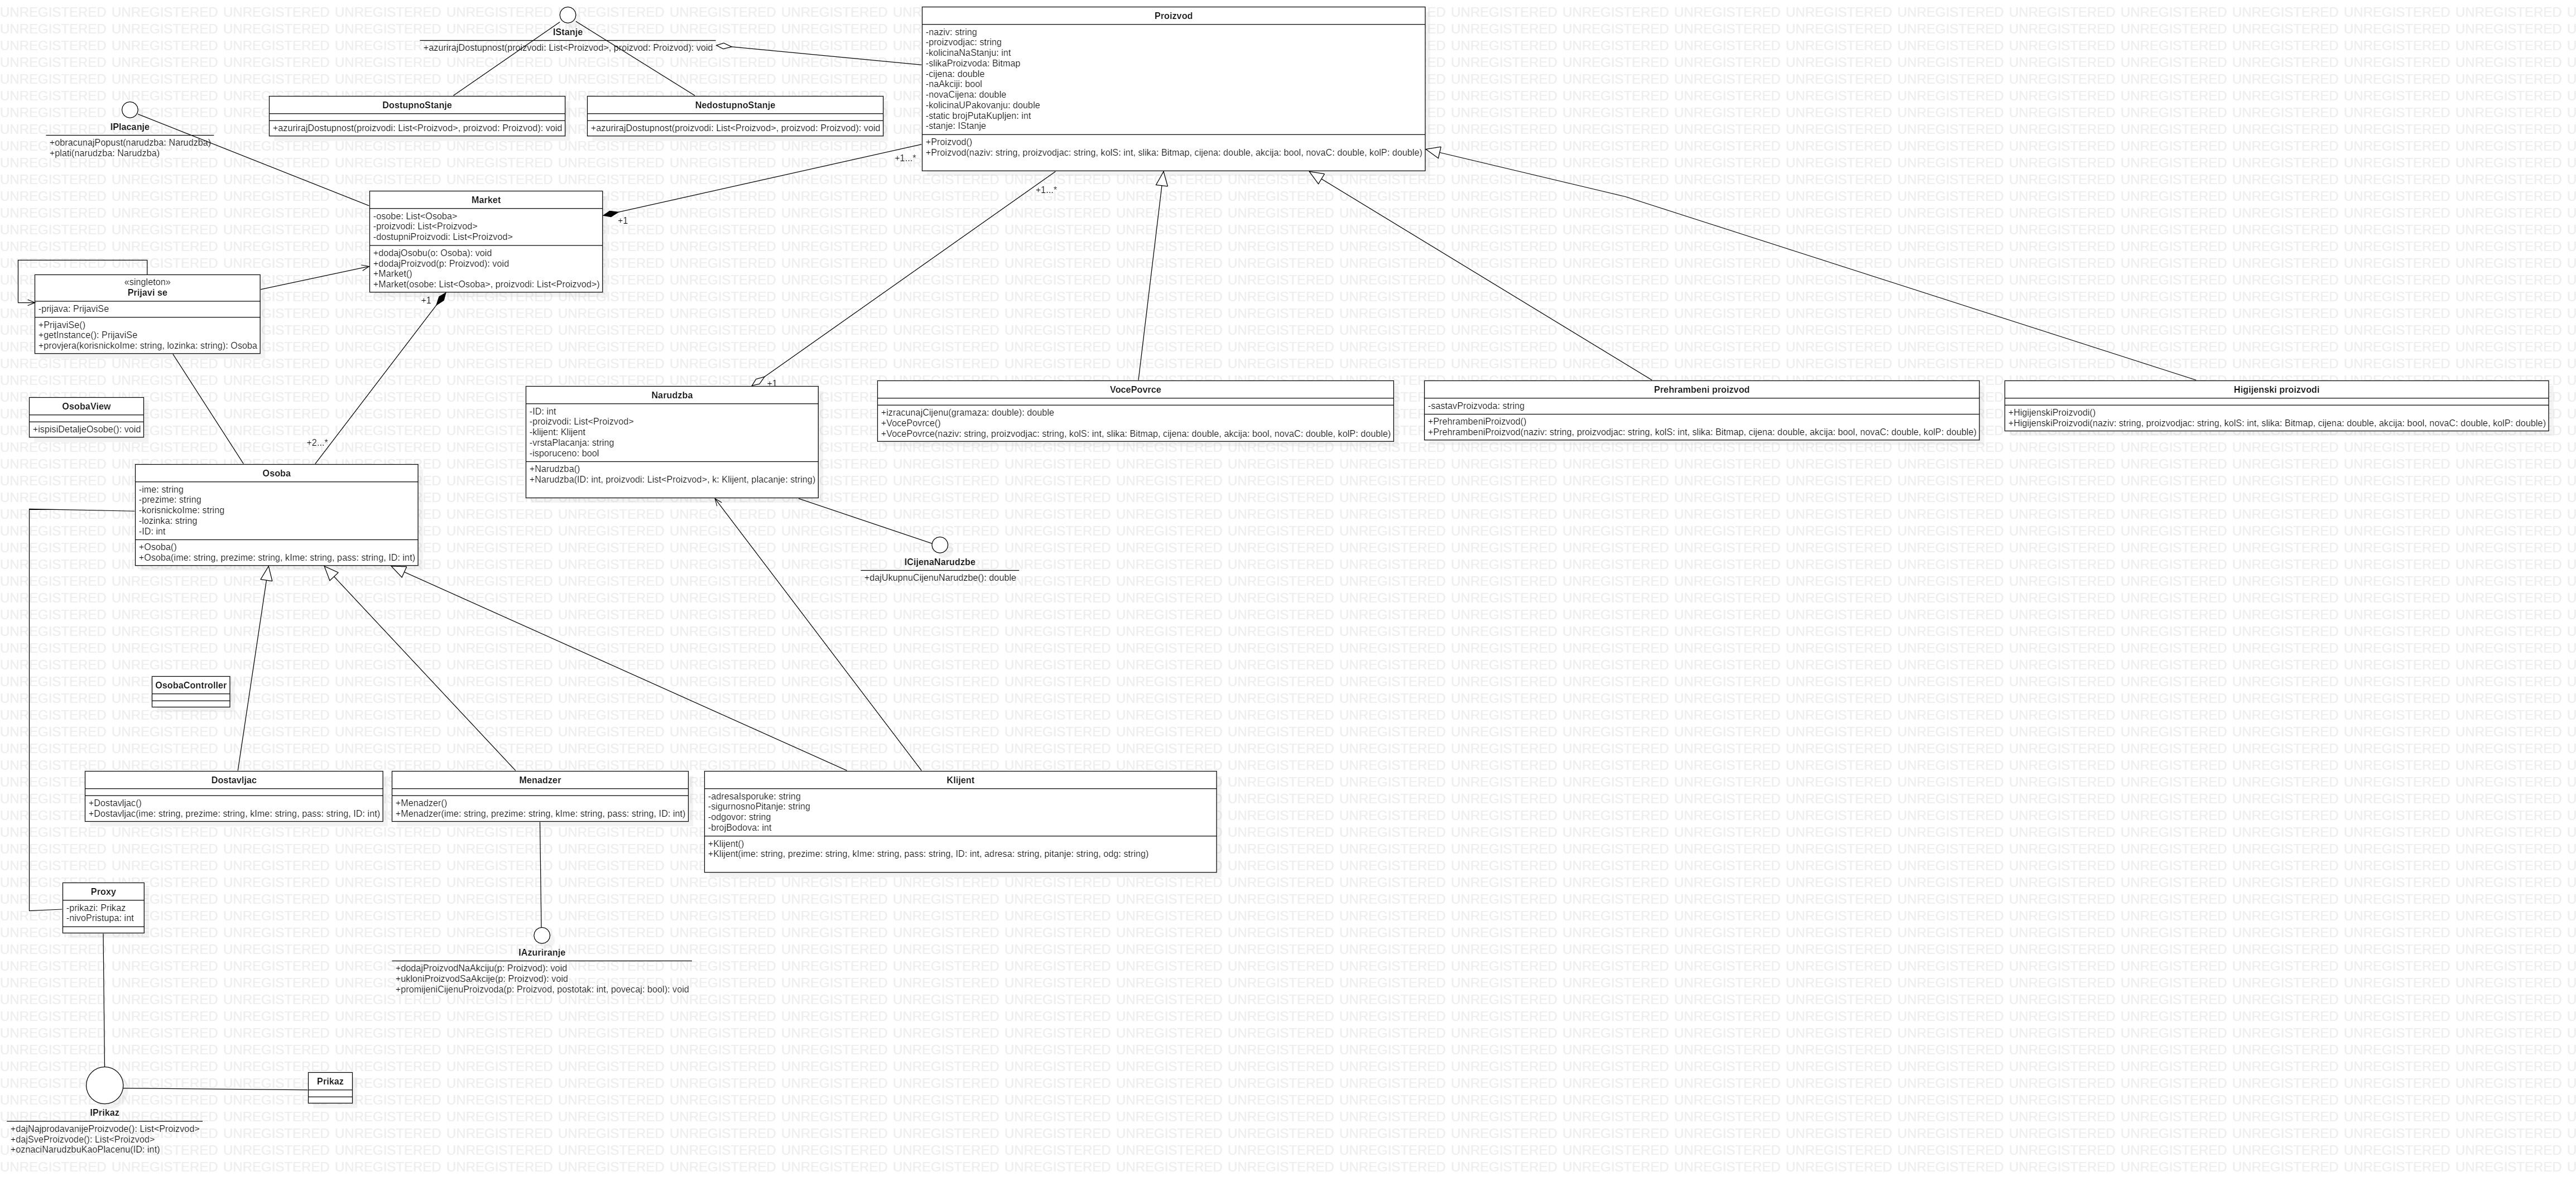 IStanje
+azurirajDostupnost(proizvodi: List<Proizvod>, proizvod: Proizvod): void
Proizvod
-naziv: string
-proizvodjac: string
-kolicinaNaStanju: int
-slikaProizvoda: Bitmap
-cijena: double
-naAkciji: bool
-novaCijena: double
-kolicinaUPakovanju: double
-static brojPutaKupljen: int
-stanje: IStanje
+Proizvod()
+Proizvod(naziv: string, proizvodjac: string, kolS: int, slika: Bitmap, cijena: double, akcija: bool, novaC: double, kolP: double)
DostupnoStanje
+azurirajDostupnost(proizvodi: List<Proizvod>, proizvod: Proizvod): void
NedostupnoStanje
+azurirajDostupnost(proizvodi: List<Proizvod>, proizvod: Proizvod): void
IPlacanje
+obracunajPopust(narudzba: Narudzba)
+plati(narudzba: Narudzba)
+1...*
+1...*
Market
-osobe: List<Osoba>
-proizvodi: List<Proizvod>
-dostupniProizvodi: List<Proizvod>
+dodajOsobu(o: Osoba): void
+dodajProizvod(p: Proizvod): void
+Market()
+Market(osobe: List<Osoba>, proizvodi: List<Proizvod>)
+1
+1
«singleton»
Prijavi se
-prijava: PrijaviSe
+PrijaviSe()
+getInstance(): PrijaviSe
+provjera(korisnickoIme: string, lozinka: string): Osoba
OsobaView
+ispisiDetaljeOsobe(): void
+2...*
+1
Narudzba
-ID: int
-proizvodi: List<Proizvod>
-klijent: Klijent
-vrstaPlacanja: string
-isporuceno: bool
+Narudzba()
+Narudzba(ID: int, proizvodi: List<Proizvod>, k: Klijent, placanje: string)
VocePovrce
+izracunajCijenu(gramaza: double): double
+VocePovrce()
+VocePovrce(naziv: string, proizvodjac: string, kolS: int, slika: Bitmap, cijena: double, akcija: bool, novaC: double, kolP: double)
Prehrambeni proizvod
-sastavProizvoda: string
+PrehrambeniProizvod()
+PrehrambeniProizvod(naziv: string, proizvodjac: string, kolS: int, slika: Bitmap, cijena: double, akcija: bool, novaC: double, kolP: double)
Higijenski proizvodi
+HigijenskiProizvodi()
+HigijenskiProizvodi(naziv: string, proizvodjac: string, kolS: int, slika: Bitmap, cijena: double, akcija: bool, novaC: double, kolP: double)
Osoba
-ime: string
-prezime: string
-korisnickoIme: string
-lozinka: string
-ID: int
+Osoba()
+Osoba(ime: string, prezime: string, kIme: string, pass: string, ID: int)
ICijenaNarudzbe
+dajUkupnuCijenuNarudzbe(): double
OsobaController
Dostavljac
+Dostavljac()
+Dostavljac(ime: string, prezime: string, kIme: string, pass: string, ID: int)
Menadzer
+Menadzer()
+Menadzer(ime: string, prezime: string, kIme: string, pass: string, ID: int)
Klijent
-adresaIsporuke: string
-sigurnosnoPitanje: string
-odgovor: string
-brojBodova: int
+Klijent()
+Klijent(ime: string, prezime: string, kIme: string, pass: string, ID: int, adresa: string, pitanje: string, odg: string)
Proxy
-prikazi: Prikaz
-nivoPristupa: int
IAzuriranje
+dodajProizvodNaAkciju(p: Proizvod): void
+ukloniProizvodSaAkcije(p: Proizvod): void
+promijeniCijenuProizvoda(p: Proizvod, postotak: int, povecaj: bool): void
Prikaz
IPrikaz
+dajNajprodavanijeProizvode(): List<Proizvod>
+dajSveProizvode(): List<Proizvod>
+oznaciNarudzbuKaoPlacenu(ID: int)
UNREGISTERED